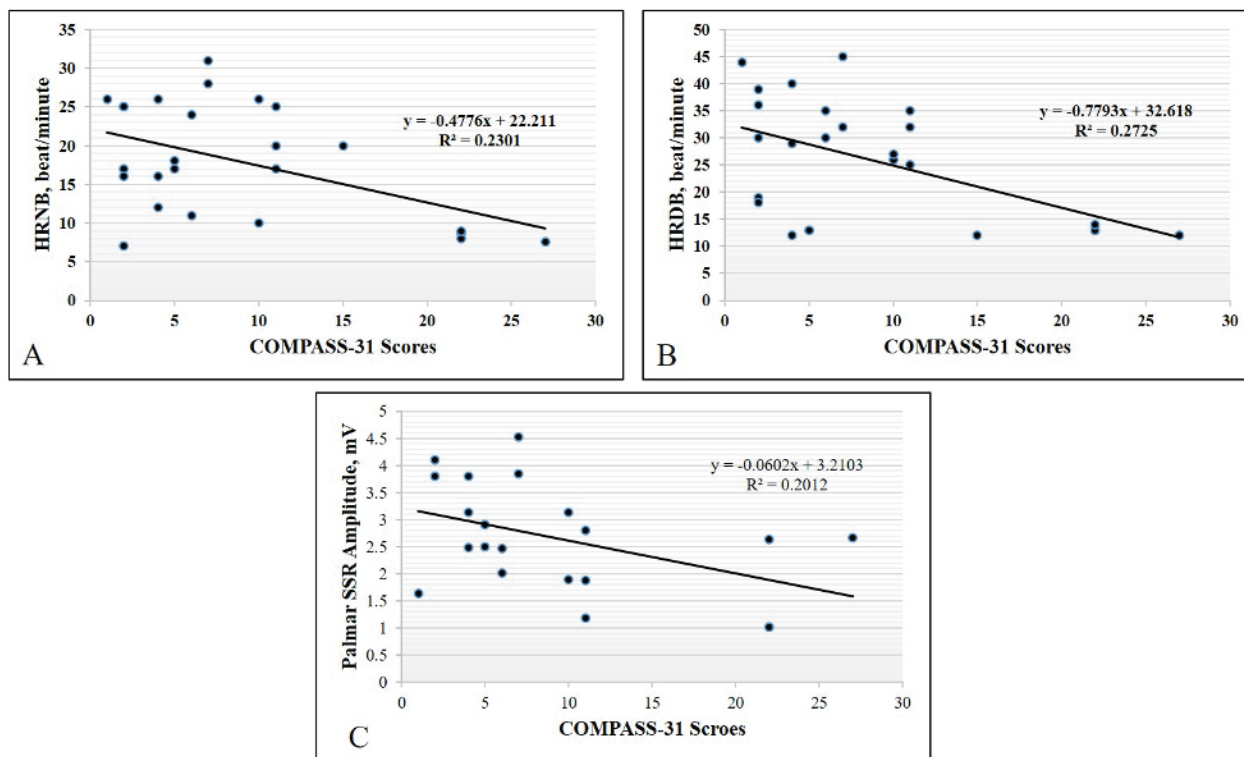 HRNB, beat/minute
35
30
25
20
15
10
5
0
y = -0.4776x + 22.211
R² = 0.2301
0 5 10 15 20 25 30
COMPASS-31 Scores
A
HRDB, beat/minute
50
45
40
35
30
25
20
15
10
5
0
y = -0.7793x + 32.618
R² = 0.2725
0 5 10 15 20 25 30
COMPASS-31 Scores
B
Palmar SSR Amplitude, mV
5
4.5
4
3.5
3
2.5
2
1.5
1
0.5
0
y = -0.0602x + 3.2103
R² = 0.2012
0 5 10 15 20 25 30
COMPASS-31 Scroes
C